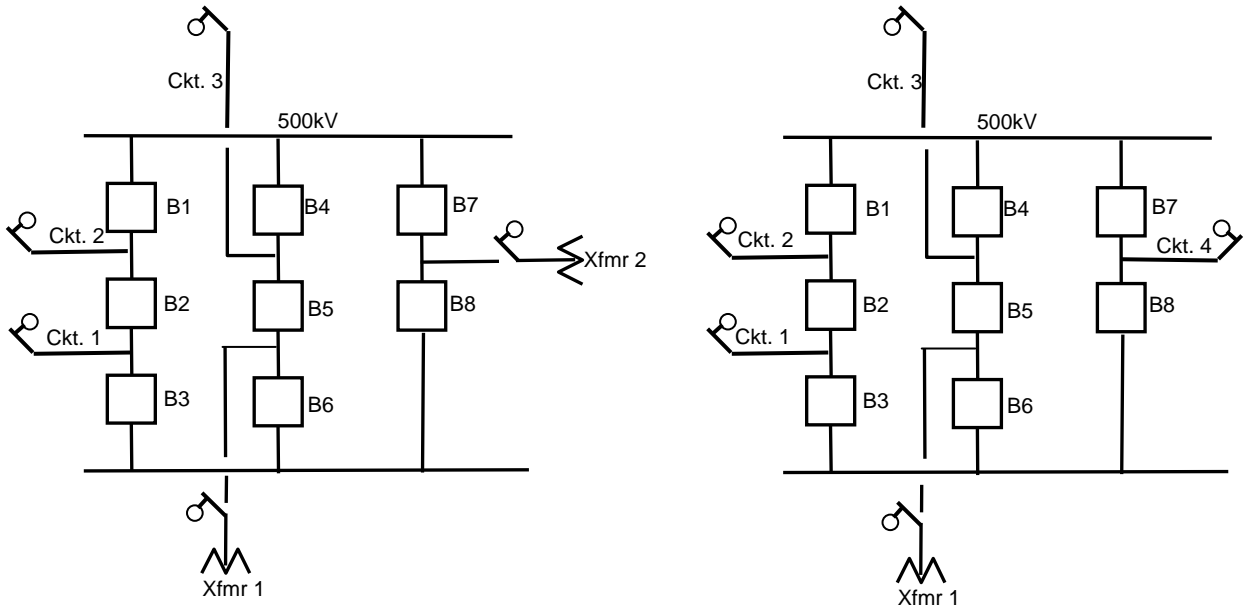 Ckt. 3
500kV
B1
B4
B7
Ckt. 2
Xfmr 2
B2
B5
B8
Ckt. 1
B3
B6
Xfmr 1
Ckt. 3
500kV
B1
B4
B7
Ckt. 2
Ckt. 4
B2
B5
B8
Ckt. 1
B3
B6
Xfmr 1